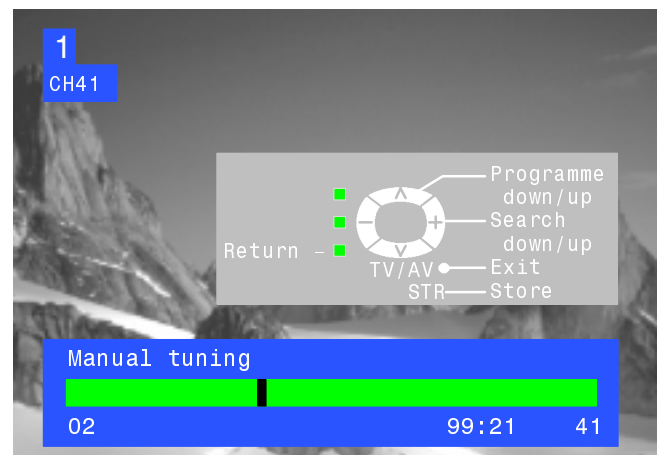 1
CH41
Programme
down/up
Search
down/up
Return –
TV/AV Exit
STR Store
Manual tuning
02 99:21 41